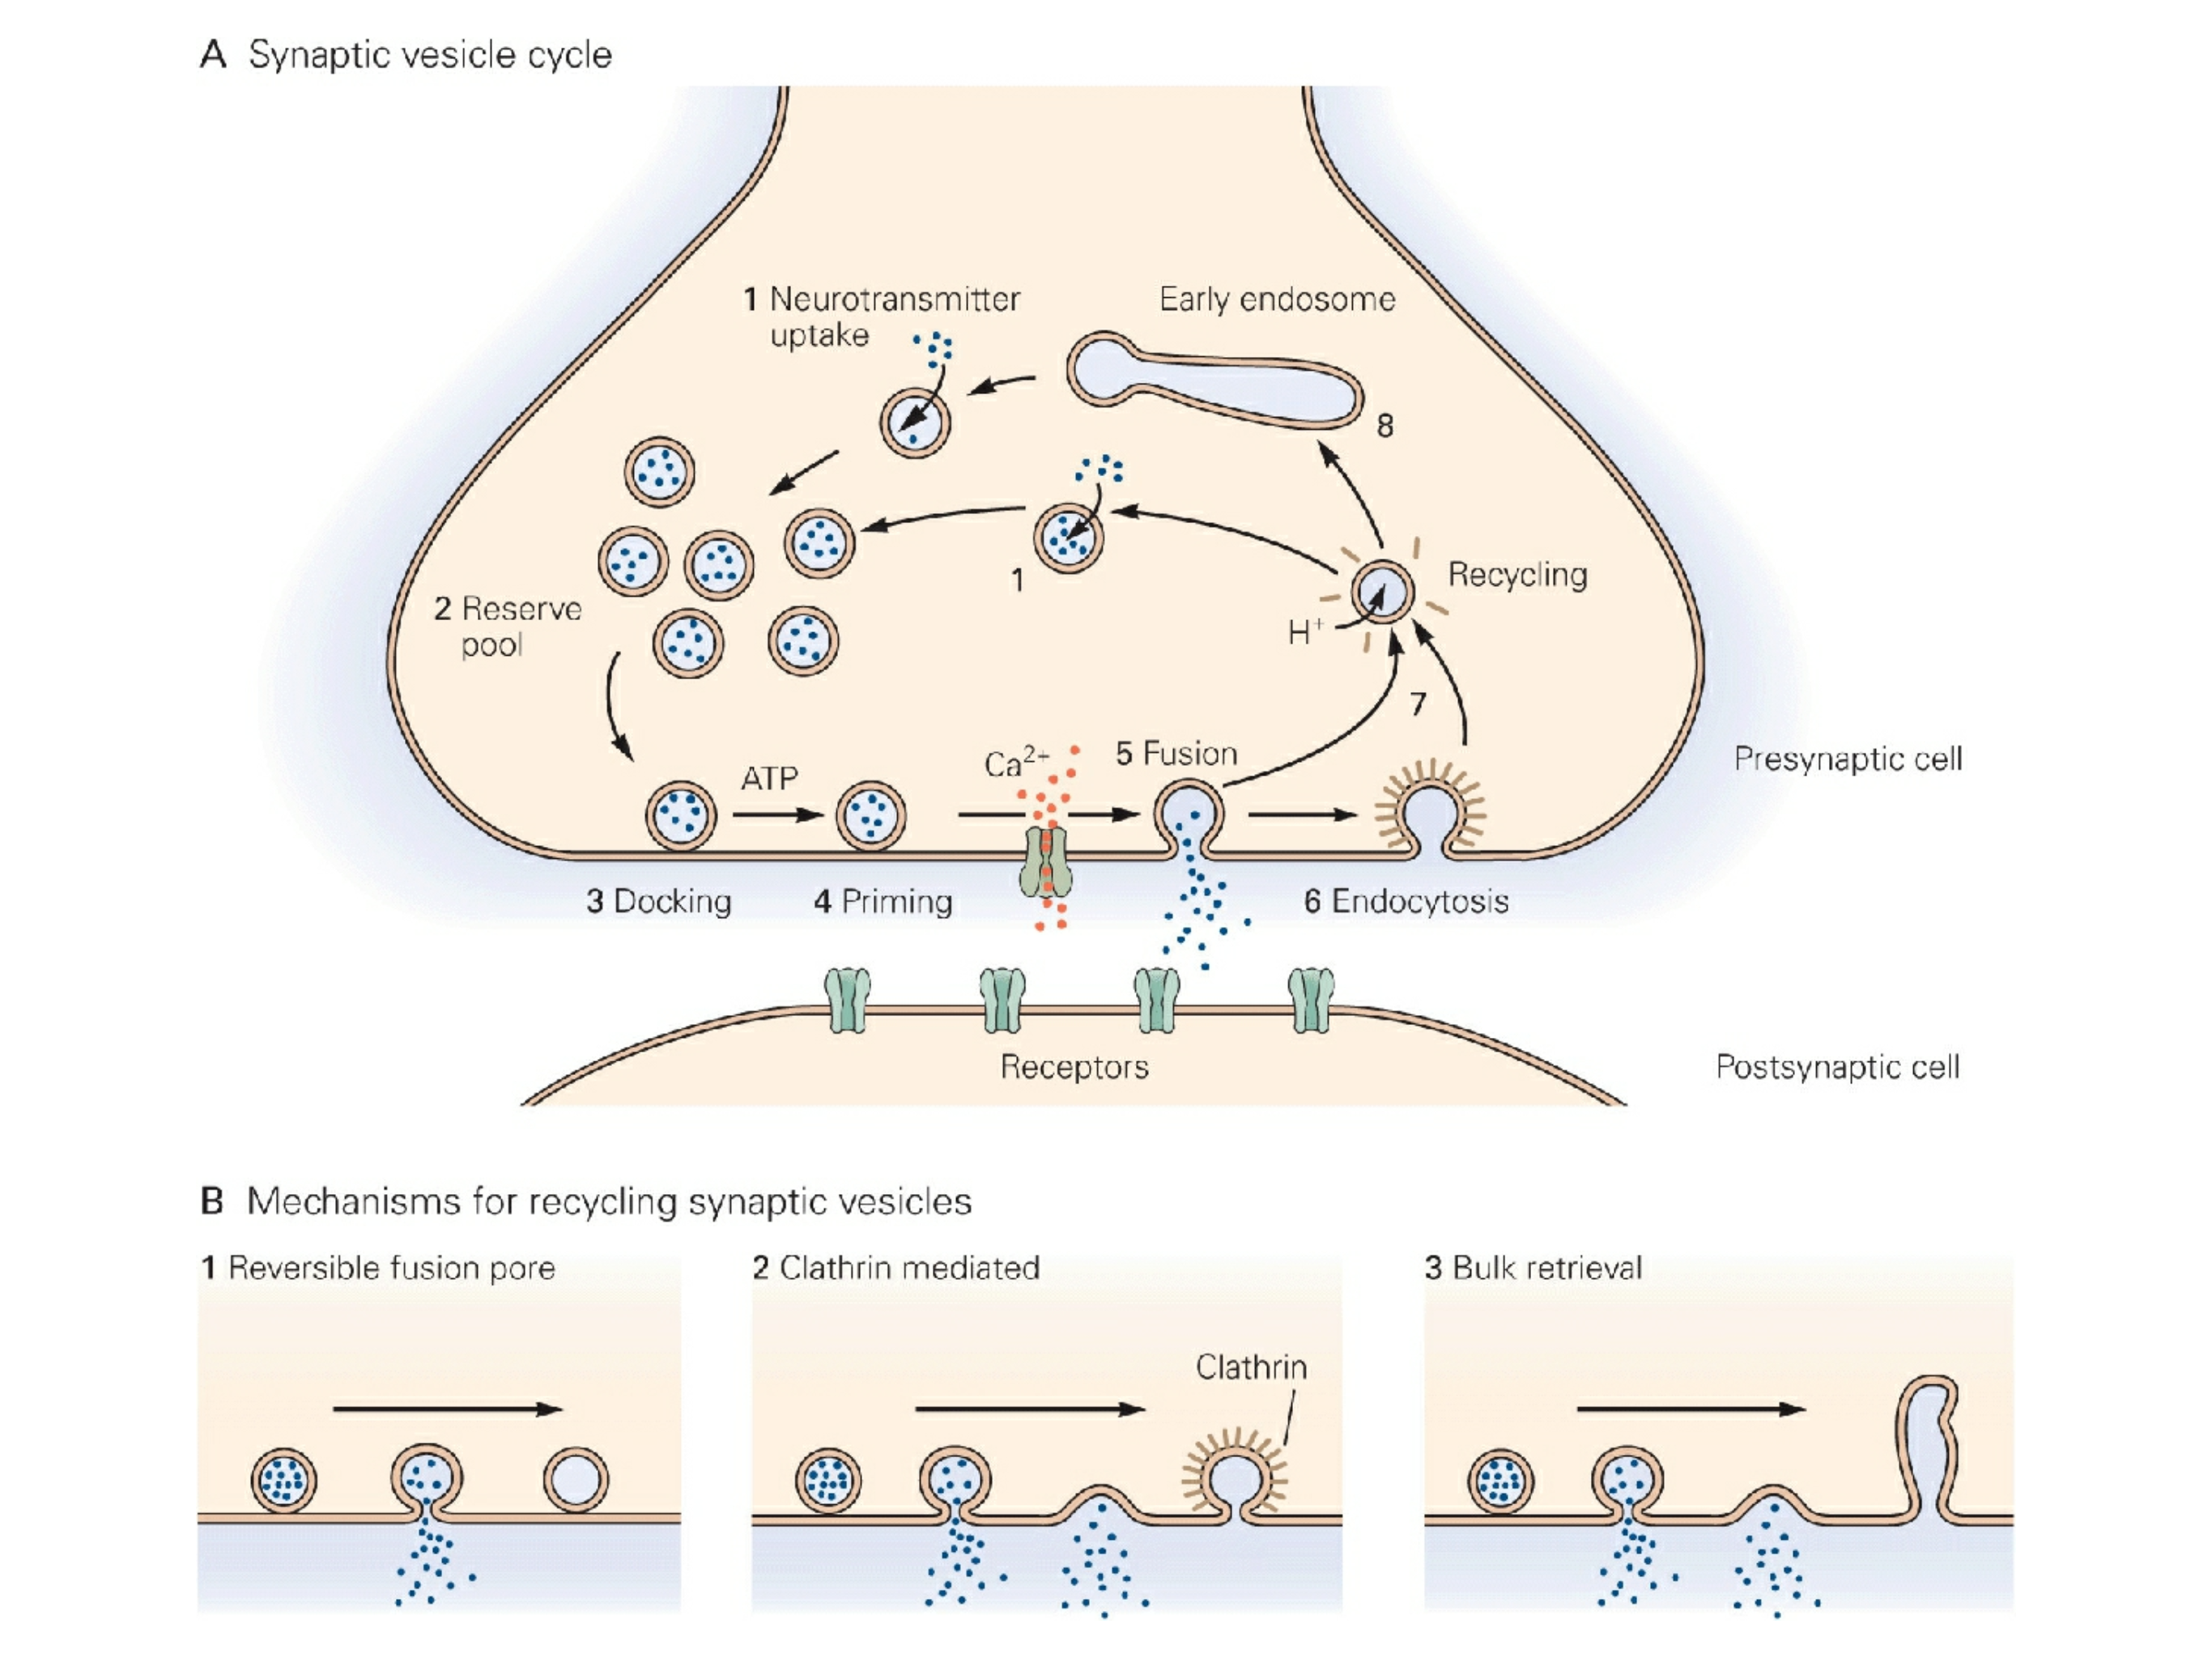 A Synaptic vesicle cycle
1 Neurotransmitter
uptake
Early endosome
8
1
Recycling
2 Reserve
pool
H⁺
7
Ca²⁺
5 Fusion
ATP
Presynaptic cell
3 Docking
4 Priming
6 Endocytosis
Receptors
Postsynaptic cell
B Mechanisms for recycling synaptic vesicles
1 Reversible fusion pore
2 Clathrin mediated
3 Bulk retrieval
Clathrin